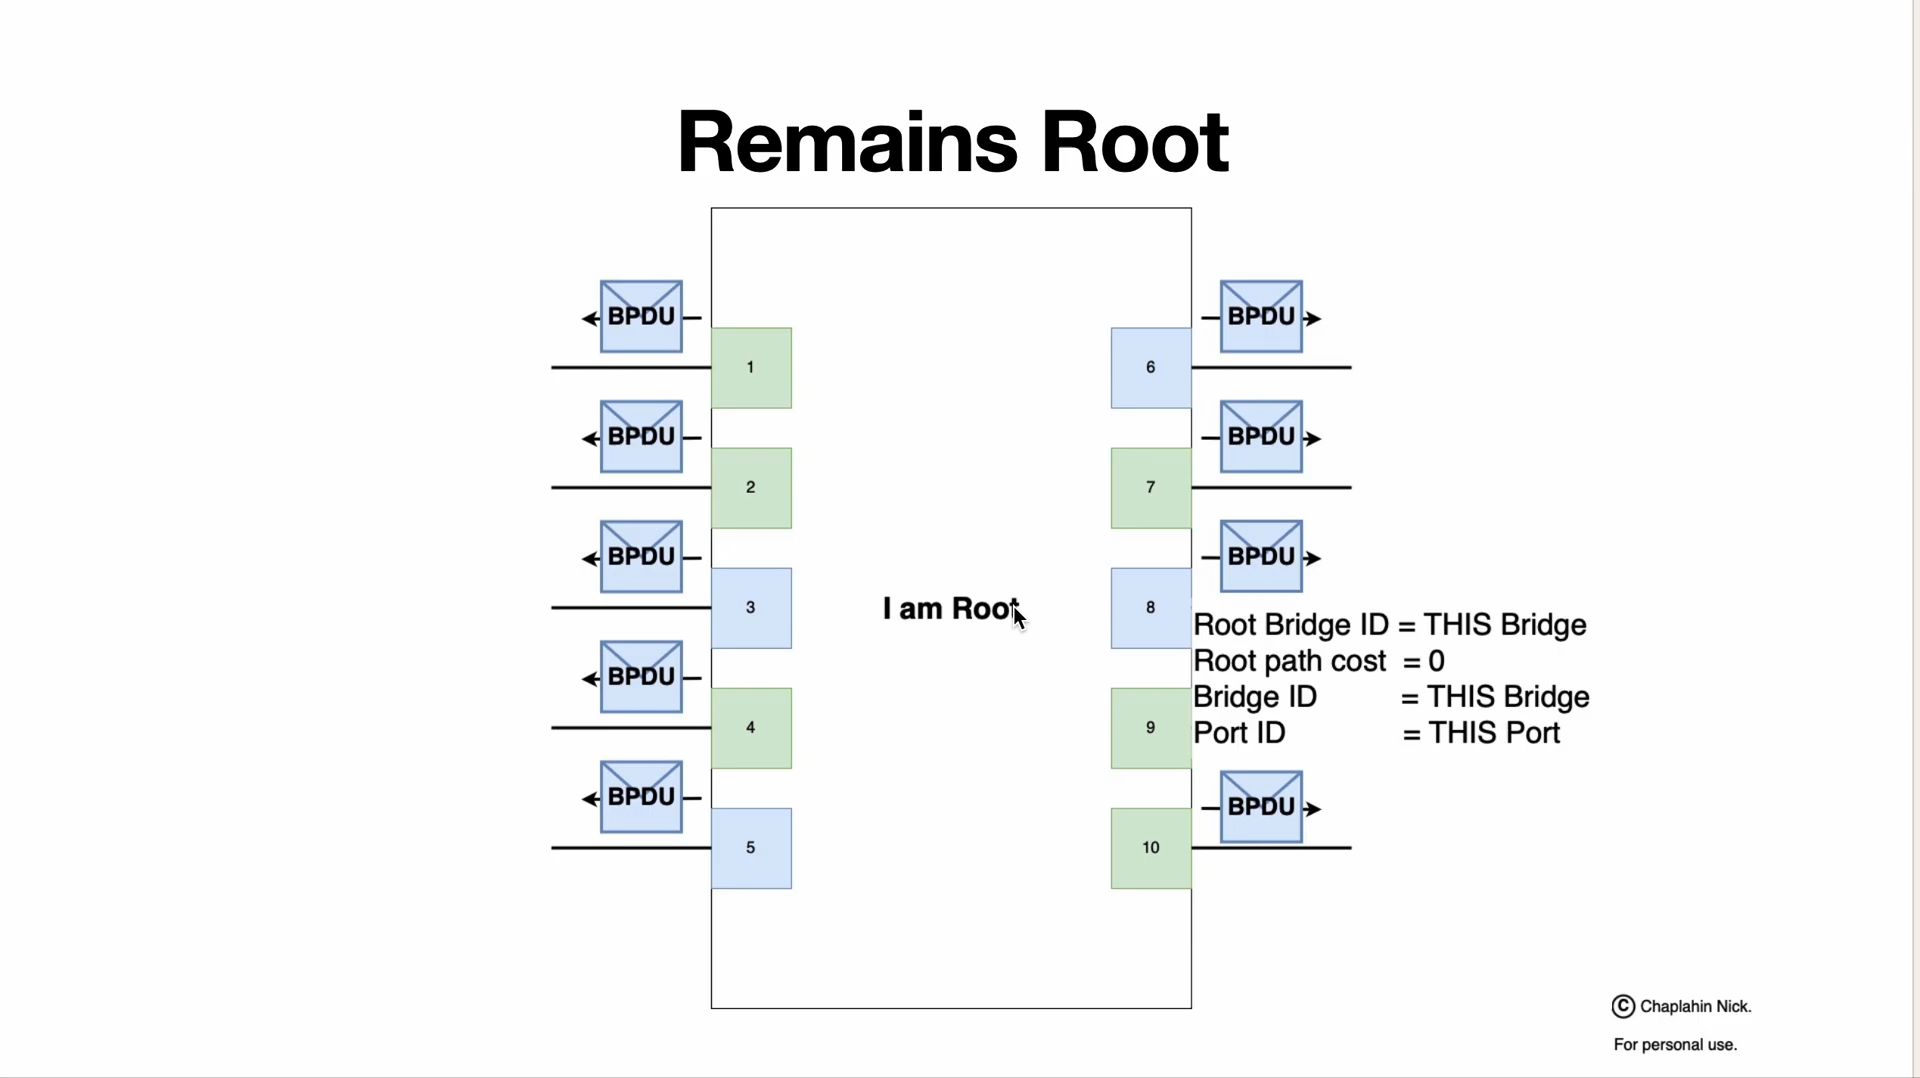 Remains Root
BPDU
BPDU
1
6
BPDU
BPDU
2
7
BPDU
BPDU
3
I am Root
8
Root Bridge ID = THIS Bridge
Root path cost = 0
BPDU
Bridge ID = THIS Bridge
4
9
Port ID = THIS Port
BPDU
BPDU
5
10
© Chaplahin Nick.
For personal use.